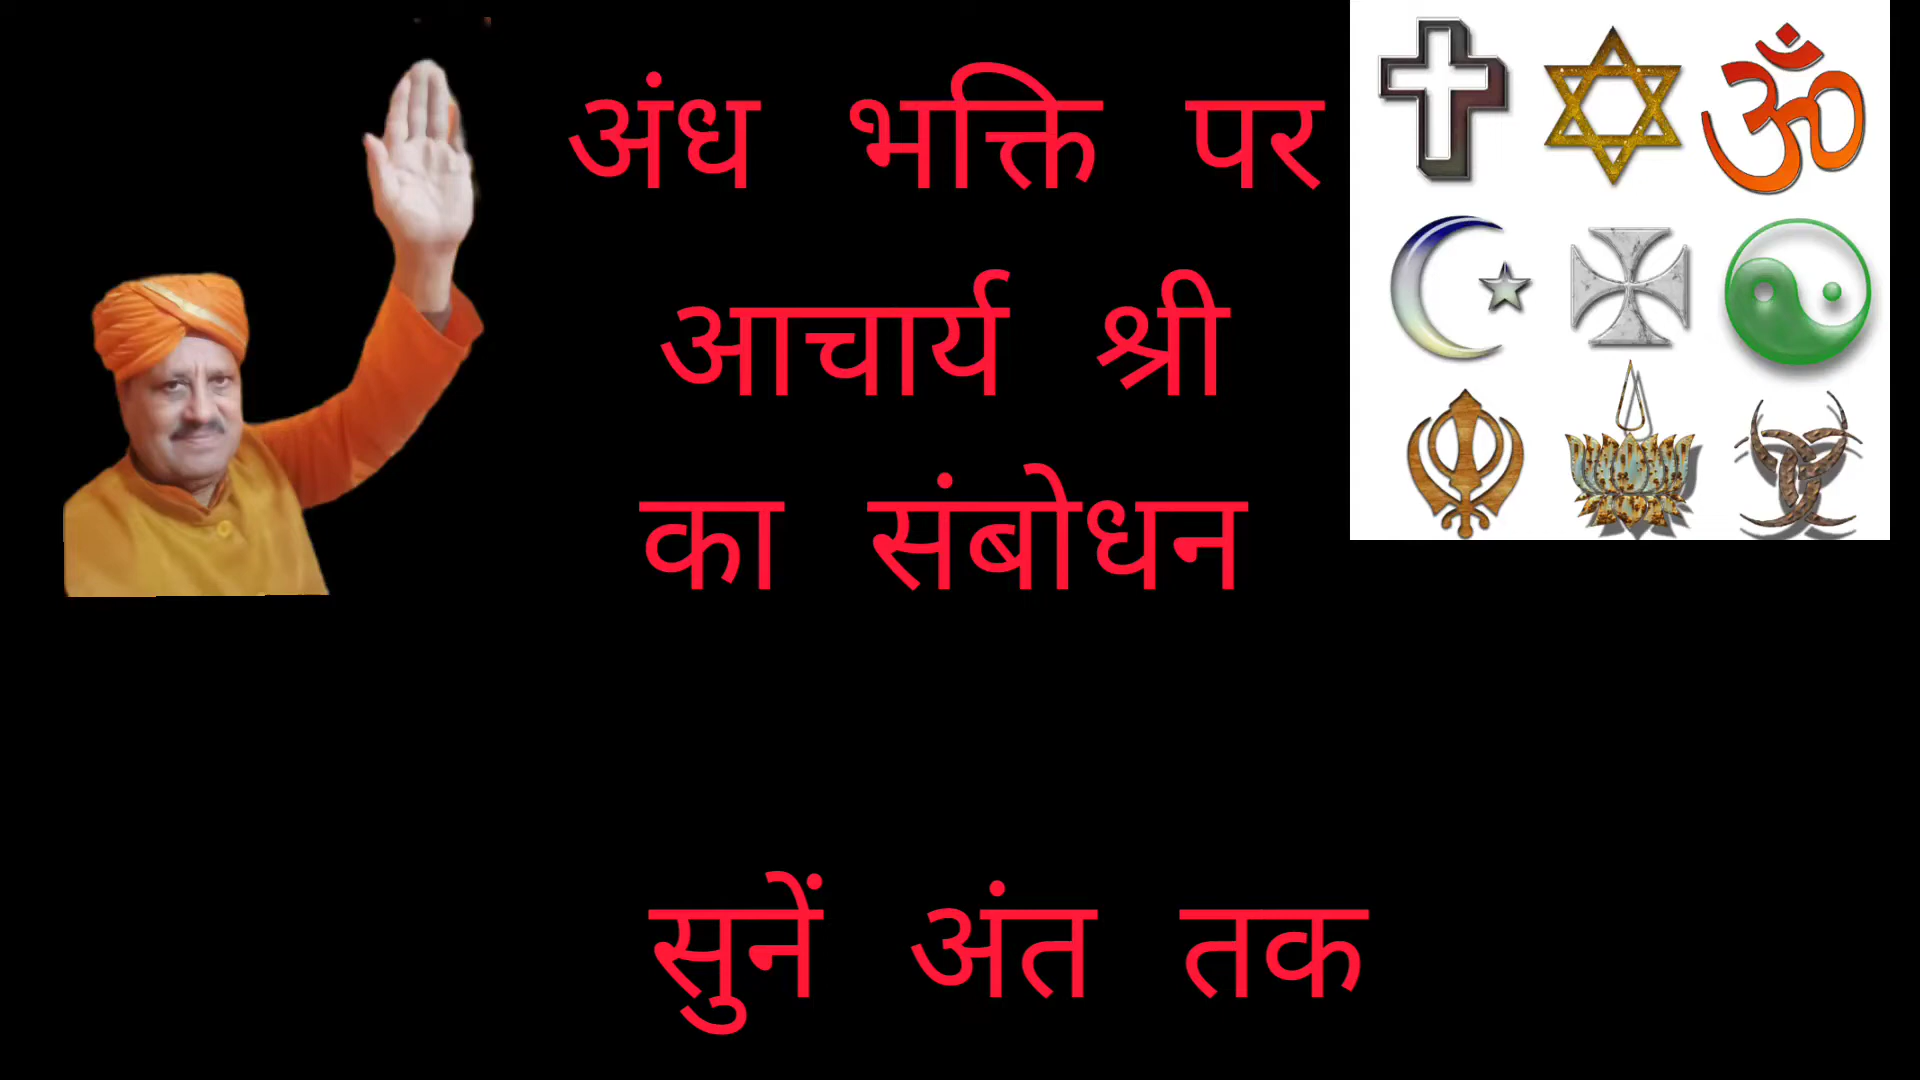 अंध भक्ति पर
आचार्य श्री
का संबोधन
सुनें अंत तक